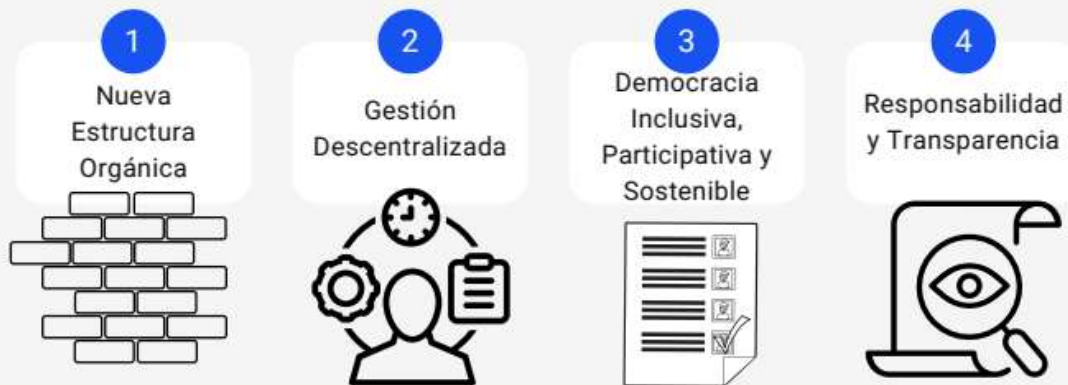 1
Nueva
Estructura
Orgánica
2
Gestión
Descentralizada
3
Democracia
Inclusiva,
Participativa y
Sostenible
4
Responsabilidad
y Transparencia